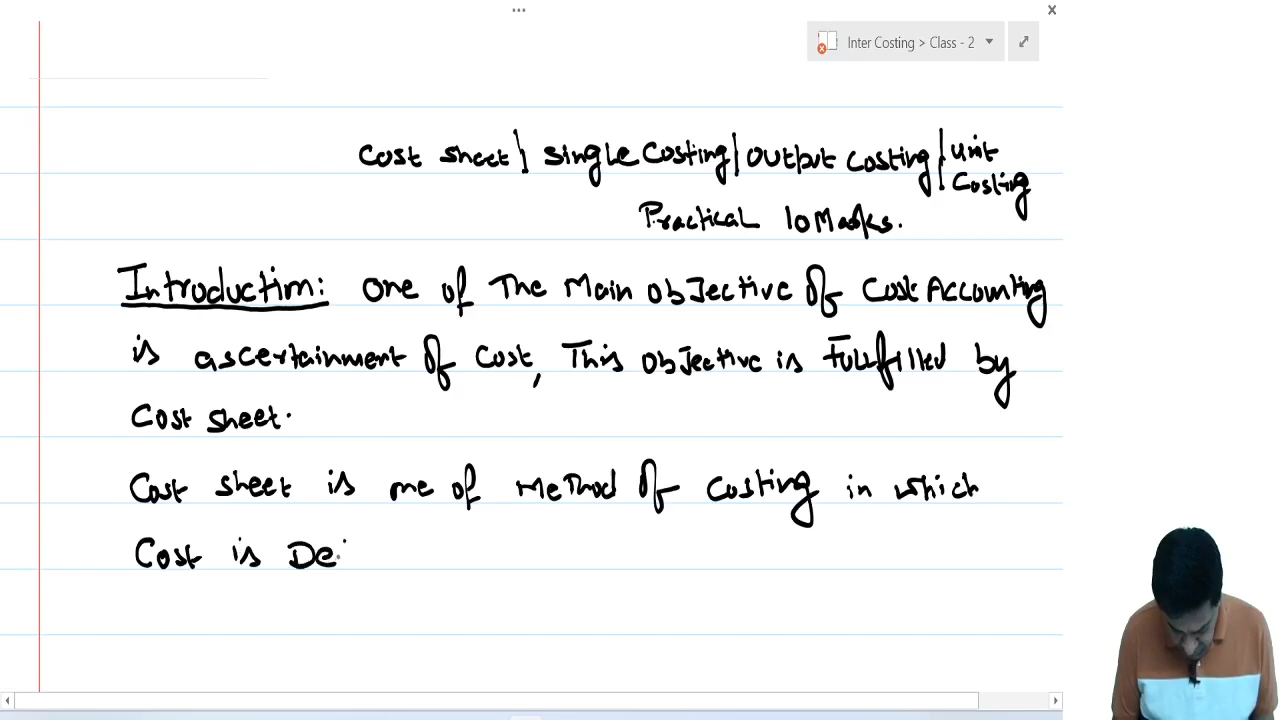 Inter Costing > Class - 2
Cost sheet | Single Costing | Output Costing | Unit
Costing
Practical 10 Marks.
Introduction: One of The Main objective of Cost Accounting
is ascertainment of Cost, This objective is Fullfilled by
Cost Sheet.
Cost sheet is one of Method of Costing in which
Cost is De